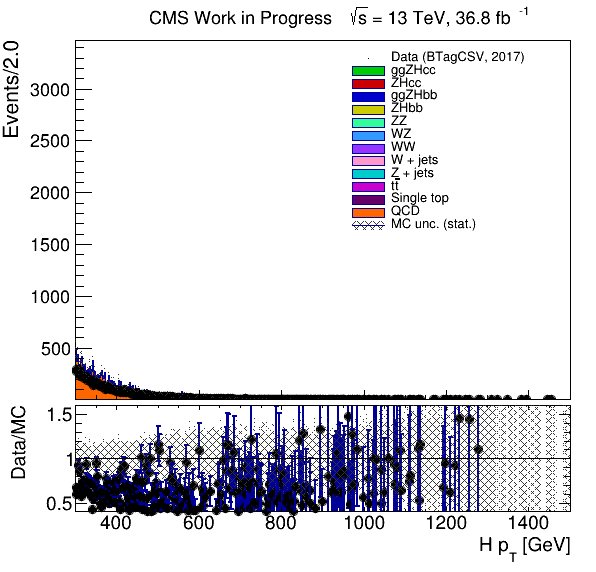 CMS Work in Progress √s = 13 TeV, 36.8 fb -1
Events/2.0
3000
2500
2000
1500
1000
500
Data (BTagCSV, 2017)
ggZHcc
ZHcc
ggZHbb
ZHbb
ZZ
WZ
WW
W + jets
Z + jets
tt̅
Single top
QCD
MC unc. (stat.)
Data/MC
1.5
1
0.5
400 600 800 1000 1200 1400
H pT [GeV]